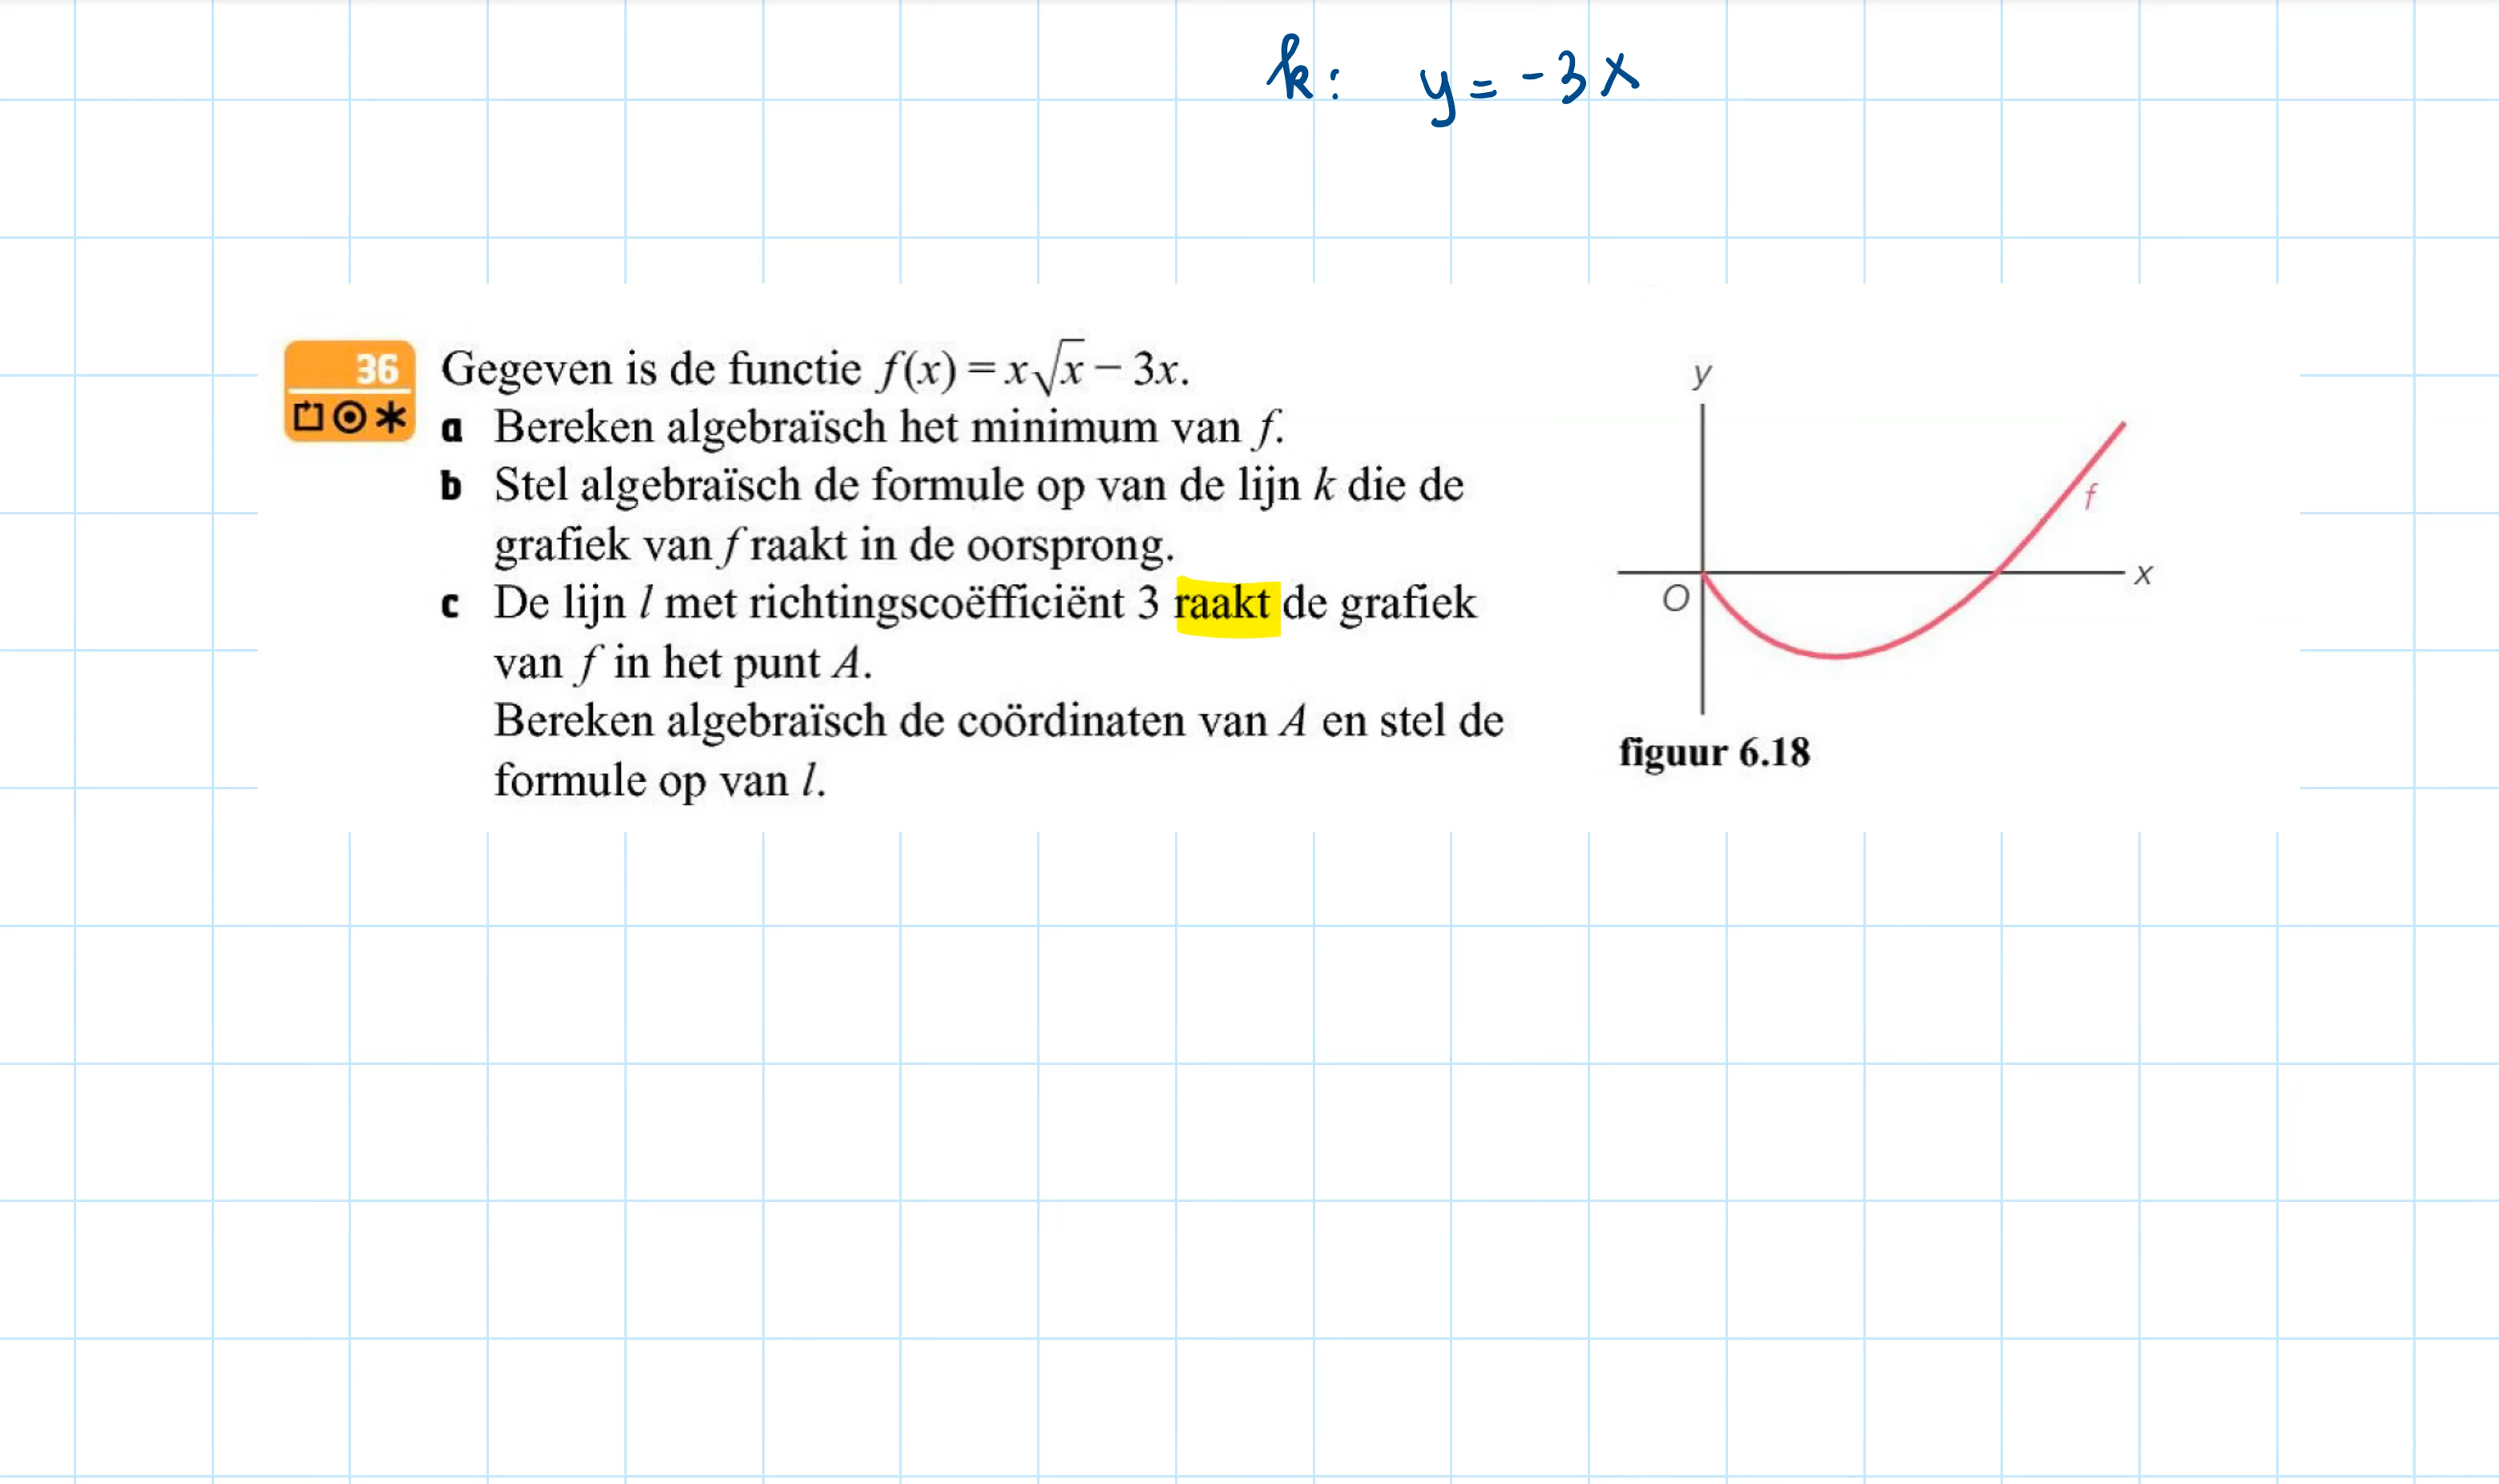 k: y = -3x
36 Gegeven is de functie f(x) = x√x − 3x.
a Bereken algebraïsch het minimum van f.
b Stel algebraïsch de formule op van de lijn k die de
grafiek van f raakt in de oorsprong.
c De lijn l met richtingscoëfficiënt 3 raakt de grafiek
van f in het punt A.
Bereken algebraïsch de coördinaten van A en stel de
formule op van l.
y
f
x
O
figuur 6.18